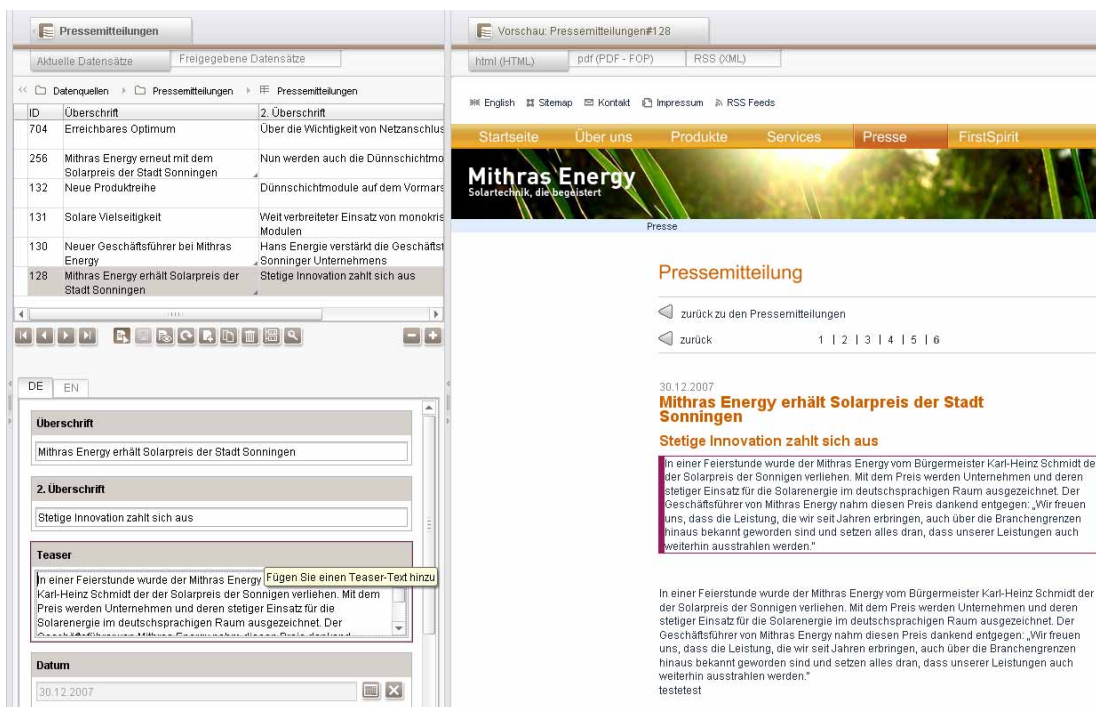 Pressemitteilungen
Aktuelle Datensätze
Freigegebene Datensätze
Datenquellen
Pressemitteilungen
Pressemitteilungen
ID Überschrift 2. Überschrift
704 Erreichbares Optimum Über die Wichtigkeit von Netzanschlus
256 Mithras Energy erneut mit dem Nun werden auch die Dünnschichtmo
Solarpreis der Stadt Sonningen
132 Neue Produktreihe Dünnschichtmodule auf dem Vormars
131 Solare Vielseitigkeit Weit verbreiteter Einsatz von monokris
Modulen
130 Neuer Geschäftsführer bei Mithras Hans Energie verstärkt die Geschäftst
Energy Sonninger Unternehmens
128 Mithras Energy erhält Solarpreis der Stetige Innovation zahlt sich aus
Stadt Sonningen
DE EN
Überschrift
Mithras Energy erhält Solarpreis der Stadt Sonningen
2. Überschrift
Stetige Innovation zahlt sich aus
Teaser
In einer Feierstunde wurde der Mithras Energy
Fügen Sie einen Teaser-Text hinzu
Karl-Heinz Schmidt der der Solarpreis der Sonnigen verliehen. Mit dem
Preis werden Unternehmen und deren stetiger Einsatz für die
Solarenergie im deutschsprachigen Raum ausgezeichnet. Der
Geschäftsführer von Mithras Energy nahm diesen Preis dankend
Datum
30.12.2007
Vorschau: Pressemitteilungen#128
html (HTML) pdf (PDF - FOP) RSS (XML)
English Sitemap Kontakt Impressum RSS Feeds
Startseite Über uns Produkte Services Presse FirstSpirit
Mithras Energy
Solartechnik, die begeistert
Presse
Pressemitteilung
zurück zu den Pressemitteilungen
zurück 1 | 2 | 3 | 4 | 5 | 6
30.12.2007
Mithras Energy erhält Solarpreis der Stadt
Sonningen
Stetige Innovation zahlt sich aus
In einer Feierstunde wurde der Mithras Energy vom Bürgermeister Karl-Heinz Schmidt de
der Solarpreis der Sonnigen verliehen. Mit dem Preis werden Unternehmen und deren
stetiger Einsatz für die Solarenergie im deutschsprachigen Raum ausgezeichnet. Der
Geschäftsführer von Mithras Energy nahm diesen Preis dankend entgegen: „Wir freuen
uns, dass die Leistung, die wir seit Jahren erbringen, auch über die Branchengrenzen
hinaus bekannt geworden sind und setzen alles dran, dass unserer Leistungen auch
weiterhin ausstrahlen werden."
In einer Feierstunde wurde der Mithras Energy vom Bürgermeister Karl-Heinz Schmidt der
der Solarpreis der Sonnigen verliehen. Mit dem Preis werden Unternehmen und deren
stetiger Einsatz für die Solarenergie im deutschsprachigen Raum ausgezeichnet. Der
Geschäftsführer von Mithras Energy nahm diesen Preis dankend entgegen: „Wir freuen
uns, dass die Leistung, die wir seit Jahren erbringen, auch über die Branchengrenzen
hinaus bekannt geworden sind und setzen alles dran, dass unserer Leistungen auch
weiterhin ausstrahlen werden."
testetest